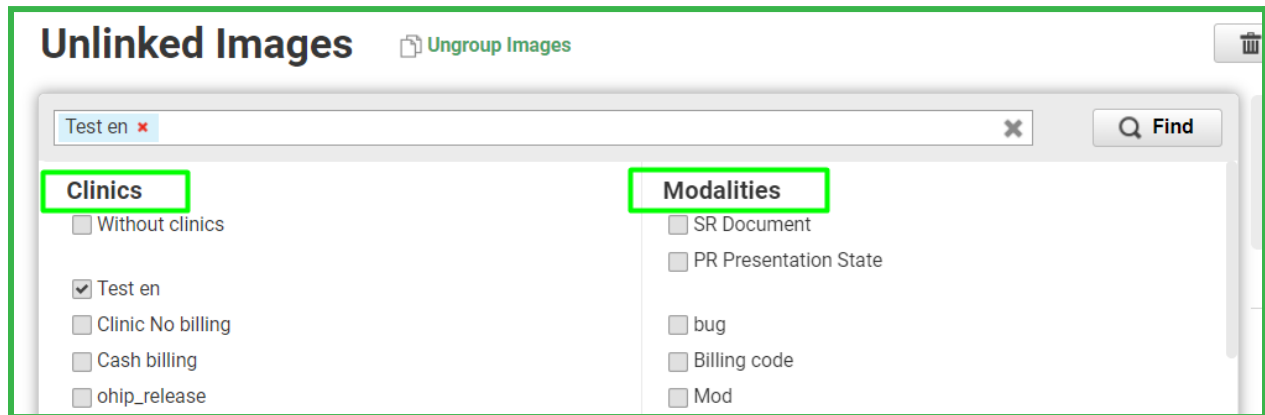 Unlinked Images
Ungroup Images
Test en
Find
Clinics
Without clinics
Test en
Clinic No billing
Cash billing
ohip_release
Modalities
SR Document
PR Presentation State
bug
Billing code
Mod